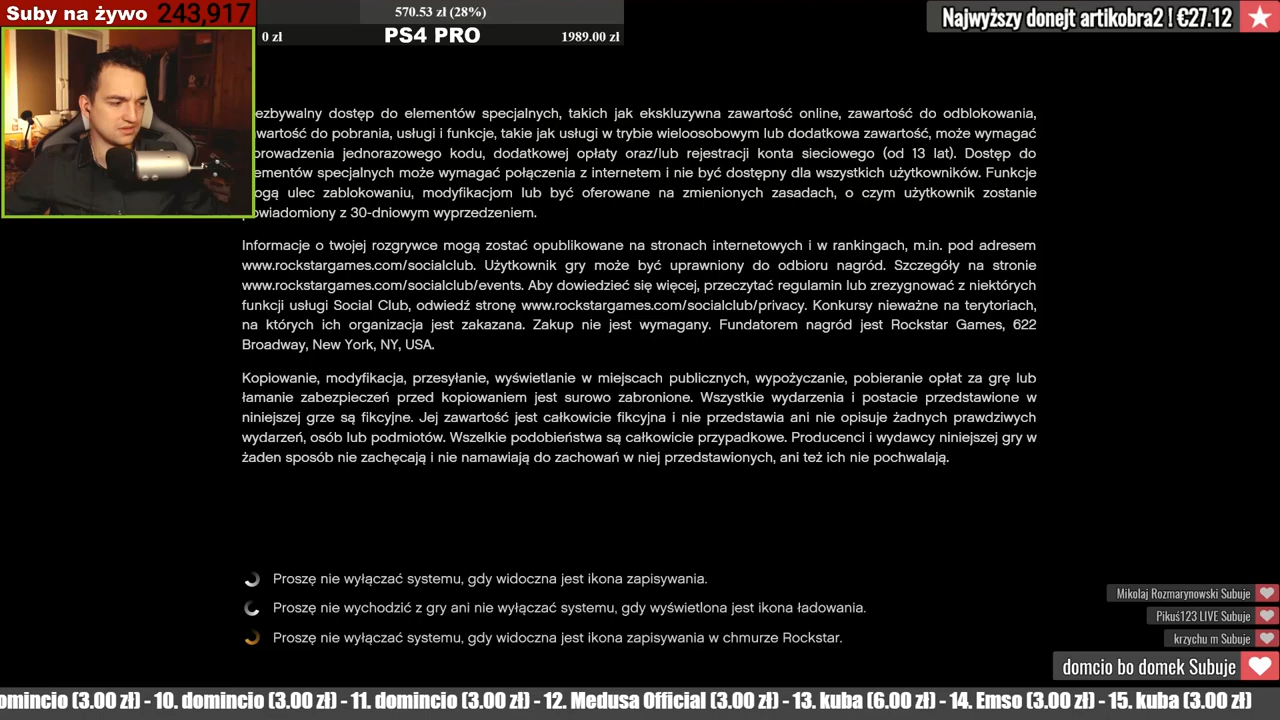 Suby na żywo 243,917
570.53 zł (28%)
0 zł PS4 PRO 1989.00 zł
Najwyższy donejt artikobra2 ! €27.12
dostęp do elementów specjalnych, takich jak ekskluzywna zawartość online, zawartość do odblokowania,
do pobrania, usługi i funkcje, takie jak usługi w trybie wieloosobowym lub dodatkowa zawartość, może wymagać
jednorazowego kodu, dodatkowej opłaty oraz/lub rejestracji konta sieciowego (od 13 lat). Dostęp do
specjalnych może wymagać połączenia z internetem i nie być dostępny dla wszystkich użytkowników. Funkcje
ulec zablokowaniu, modyfikacjom lub być oferowane na zmienionych zasadach, o czym użytkownik zostanie
z 30-dniowym wyprzedzeniem.
Informacje o twojej rozgrywce mogą zostać opublikowane na stronach internetowych i w rankingach, m.in. pod adresem
www.rockstargames.com/socialclub. Użytkownik gry może być uprawniony do odbioru nagród. Szczegóły na stronie
www.rockstargames.com/socialclub/events. Aby dowiedzieć się więcej, przeczytać regulamin lub zrezygnować z niektórych
funkcji usługi Social Club, odwiedź stronę www.rockstargames.com/socialclub/privacy. Konkursy nieważne na terytoriach,
na których ich organizacja jest zakazana. Zakup nie jest wymagany. Fundatorem nagród jest Rockstar Games, 622
Broadway, New York, NY, USA.
Kopiowanie, modyfikacja, przesyłanie, wyświetlanie w miejscach publicznych, wypożyczanie, pobieranie opłat za grę lub
łamanie zabezpieczeń przed kopiowaniem jest surowo zabronione. Wszystkie wydarzenia i postacie przedstawione w
niniejszej grze są fikcyjne. Jej zawartość jest całkowicie fikcyjna i nie przedstawia ani nie opisuje żadnych prawdziwych
wydarzeń, osób lub podmiotów. Wszelkie podobieństwa są całkowicie przypadkowe. Producenci i wydawcy niniejszej gry w
żaden sposób nie zachęcają i nie namawiają do zachowań w niej przedstawionych, ani też ich nie pochwalają.
Proszę nie wyłączać systemu, gdy widoczna jest ikona zapisywania.
Proszę nie wychodzić z gry ani nie wyłączać systemu, gdy wyświetlona jest ikona ładowania.
Proszę nie wyłączać systemu, gdy widoczna jest ikona zapisywania w chmurze Rockstar.
Mikolaj Rozmarynowski Subuje
Pikuś123 LIVE Subuje
krzychu m Subuje
domcio bo domek Subuje
omincio (3.00 zł) - 10. domincjo (3.00 zł) - 11. domincio (3.00 zł) - 12. Medusa Official (3.00 zł) - 13. kuba (6.00 zł) - 14. Emso (3.00 zł) - 15. kuba (3.00 zł)